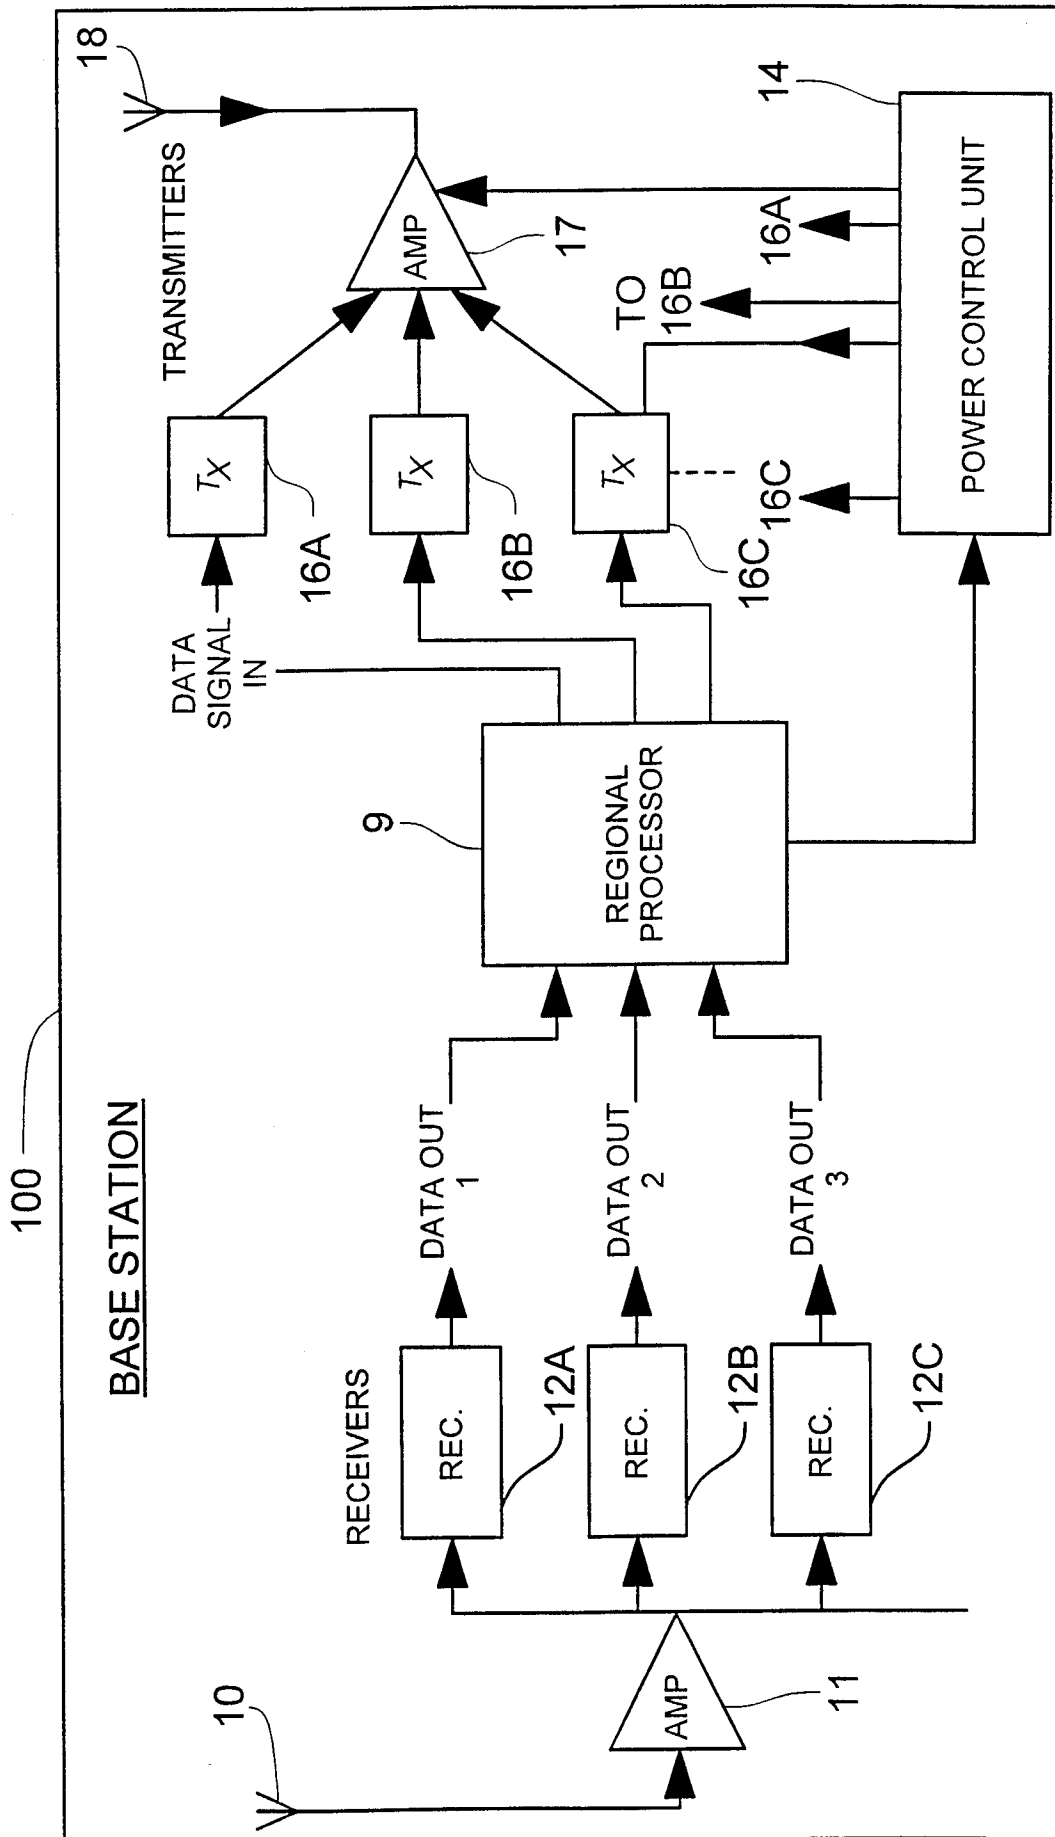 100
BASE STATION
10
AMP
11
RECEIVERS
REC.
12A
REC.
12B
REC.
12C
DATA OUT
1
DATA OUT
2
DATA OUT
3
9
REGIONAL
PROCESSOR
DATA
SIGNAL
IN
TRANSMITTERS
TX
16A
TX
16B
TX
16C
AMP
17
18
16C
TO
16B
16A
14
POWER CONTROL UNIT